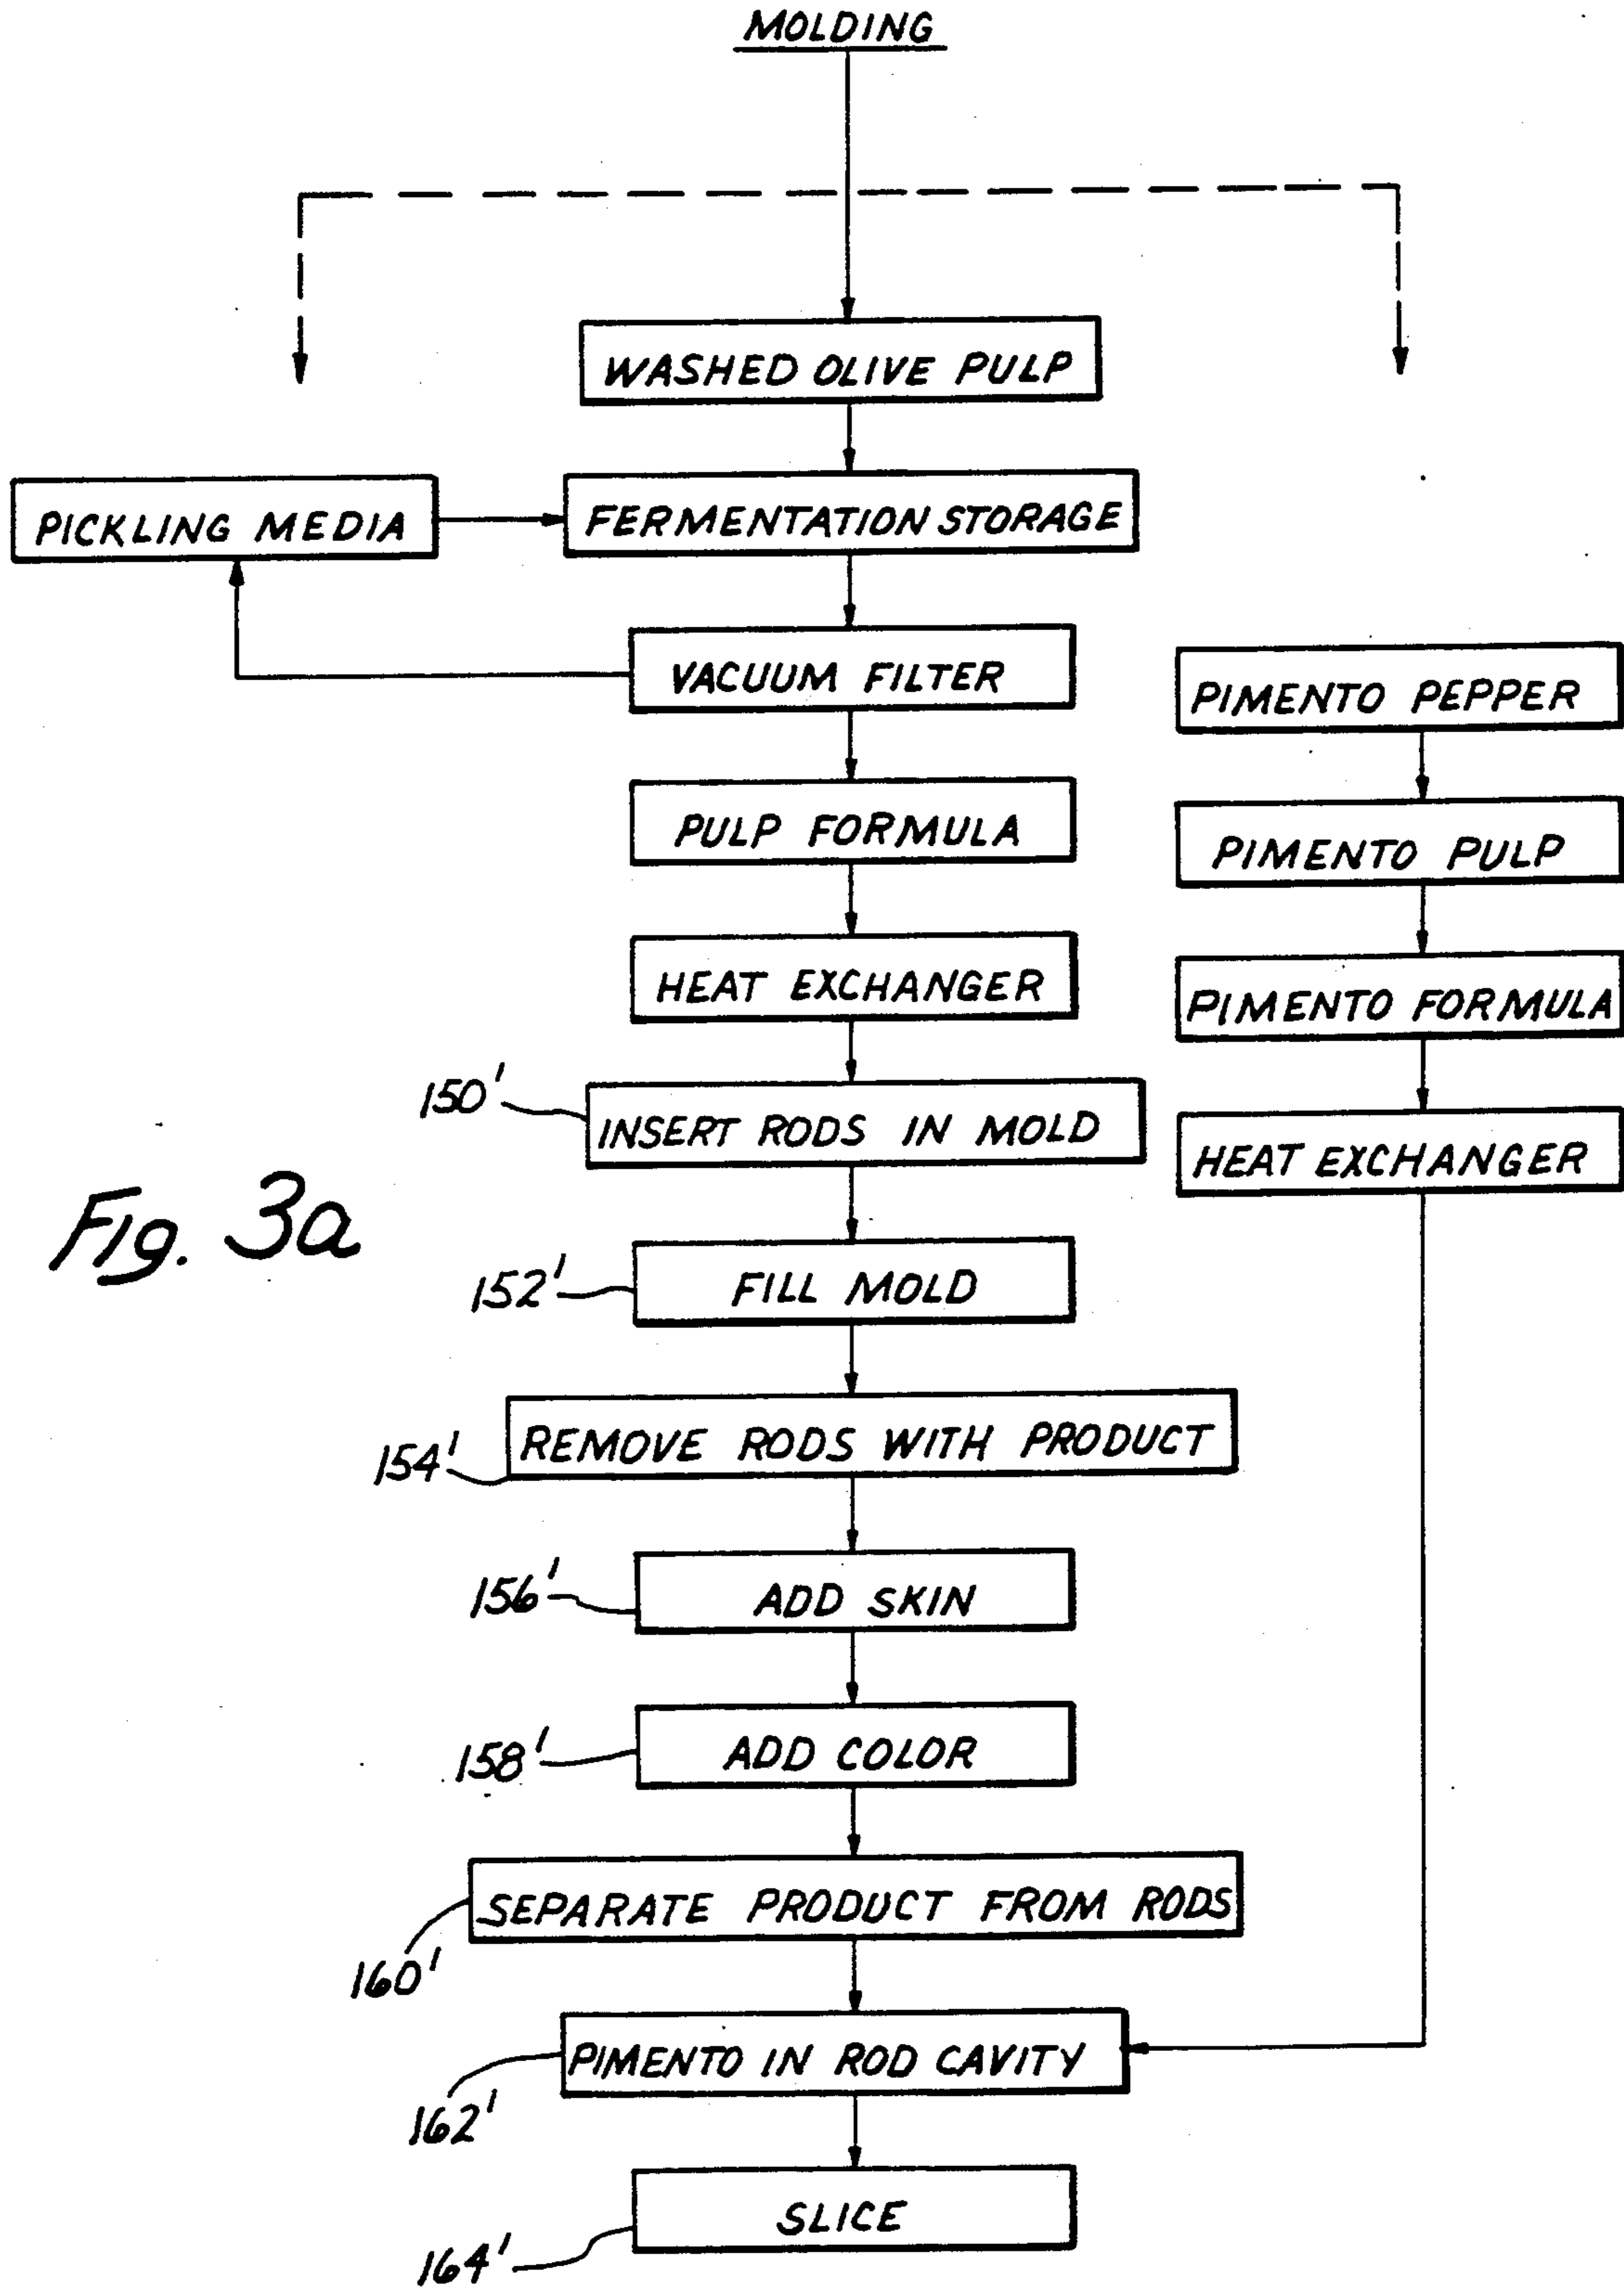 MOLDING
WASHED OLIVE PULP
PICKLING MEDIA
FERMENTATION STORAGE
VACUUM FILTER
PIMENTO PEPPER
PULP FORMULA
PIMENTO PULP
HEAT EXCHANGER
PIMENTO FORMULA
150'
INSERT RODS IN MOLD
HEAT EXCHANGER
Fig. 3a
152'
FILL MOLD
154'
REMOVE RODS WITH PRODUCT
156'
ADD SKIN
158'
ADD COLOR
SEPARATE PRODUCT FROM RODS
160'
PIMENTO IN ROD CAVITY
162'
SLICE
164'